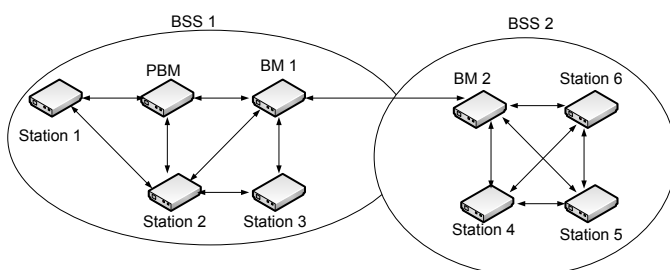 BSS 1
BSS 2
PBM
BM 1
BM 2
Station 6
Station 1
Station 2
Station 3
Station 4
Station 5